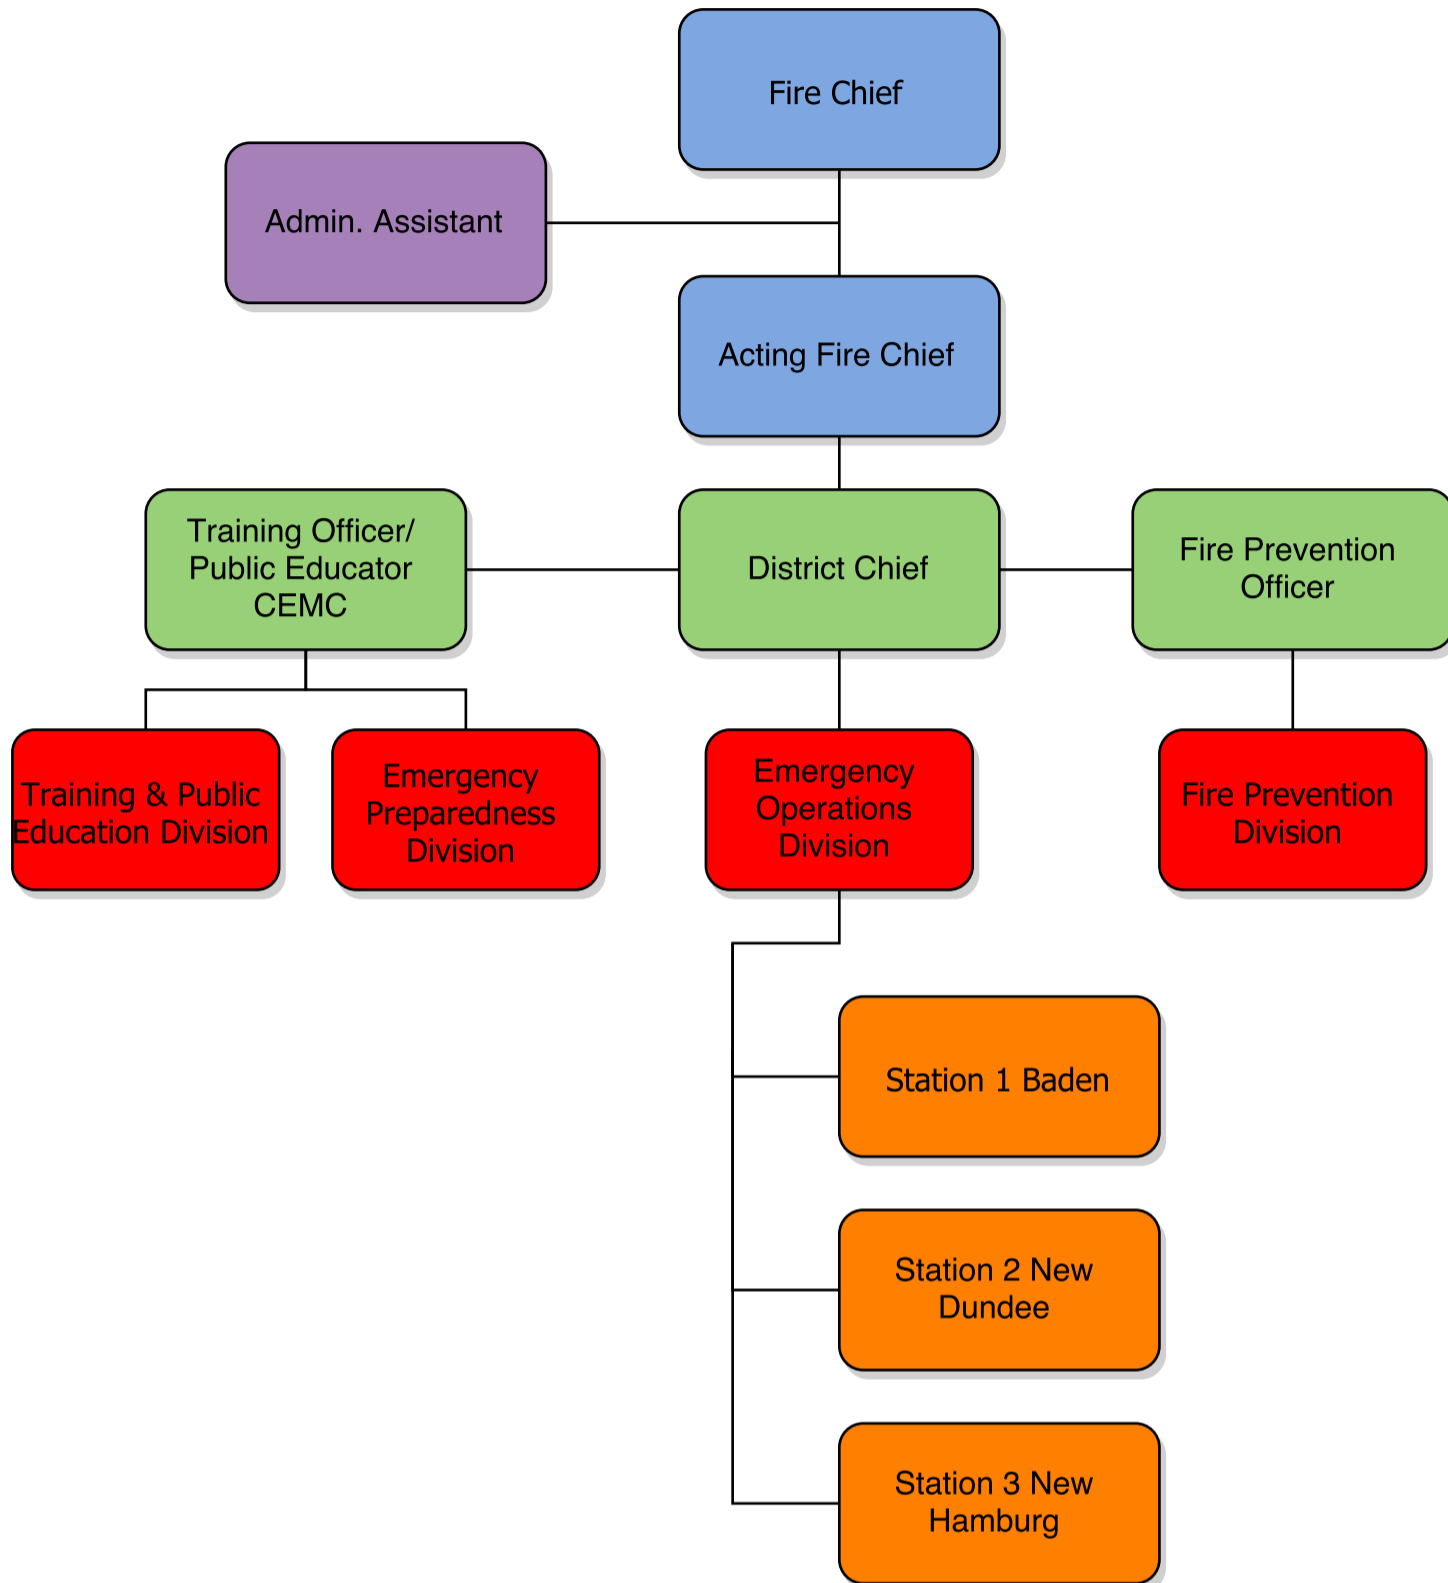 Fire Chief
Admin. Assistant
Acting Fire Chief
Training Officer/
Public Educator
CEMC
District Chief
Fire Prevention
Officer
Training & Public
Education Division
Emergency
Preparedness
Division
Emergency
Operations
Division
Fire Prevention
Division
Station 1 Baden
Station 2 New
Dundee
Station 3 New
Hamburg